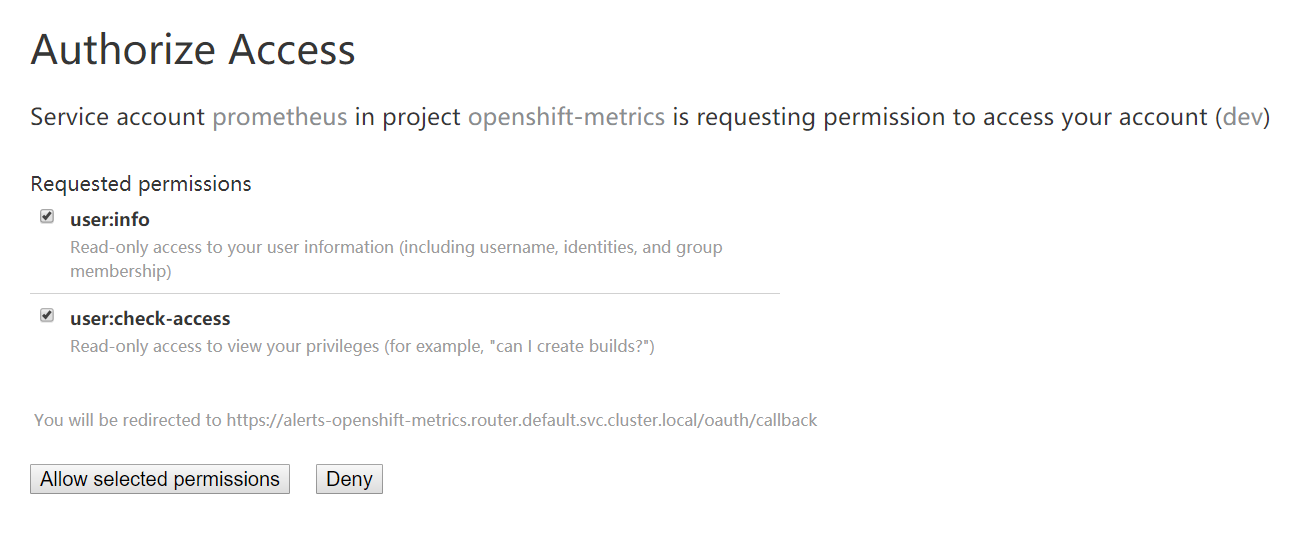 Authorize Access
Service account prometheus in project openshift-metrics is requesting permission to access your account (dev)
Requested permissions
user:info
Read-only access to your user information (including username, identities, and group
membership)
user:check-access
Read-only access to view your privileges (for example, "can I create builds?")
You will be redirected to https://alerts-openshift-metrics.router.default.svc.cluster.local/oauth/callback
Allow selected permissions Deny